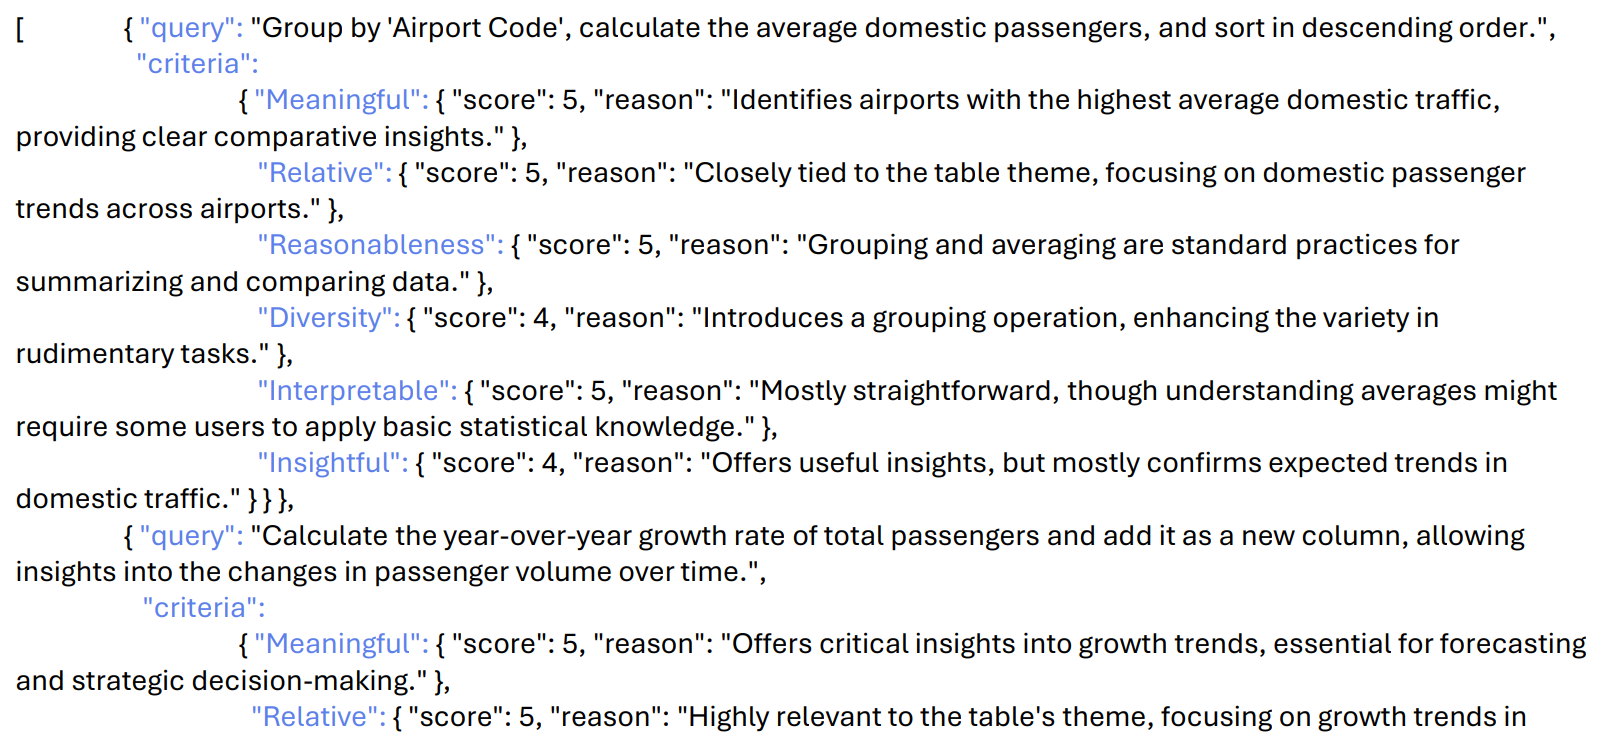 [ { "query": "Group by 'Airport Code', calculate the average domestic passengers, and sort in descending order.",
"criteria":
{ "Meaningful": { "score": 5, "reason": "Identifies airports with the highest average domestic traffic,
providing clear comparative insights." },
"Relative": { "score": 5, "reason": "Closely tied to the table theme, focusing on domestic passenger
trends across airports." },
"Reasonableness": { "score": 5, "reason": "Grouping and averaging are standard practices for
summarizing and comparing data." },
"Diversity": { "score": 4, "reason": "Introduces a grouping operation, enhancing the variety in
rudimentary tasks." },
"Interpretable": { "score": 5, "reason": "Mostly straightforward, though understanding averages might
require some users to apply basic statistical knowledge." },
"Insightful": { "score": 4, "reason": "Offers useful insights, but mostly confirms expected trends in
domestic traffic." } } },
{ "query": "Calculate the year-over-year growth rate of total passengers and add it as a new column, allowing
insights into the changes in passenger volume over time.",
"criteria":
{ "Meaningful": { "score": 5, "reason": "Offers critical insights into growth trends, essential for forecasting
and strategic decision-making." },
"Relative": { "score": 5, "reason": "Highly relevant to the table's theme, focusing on growth trends in